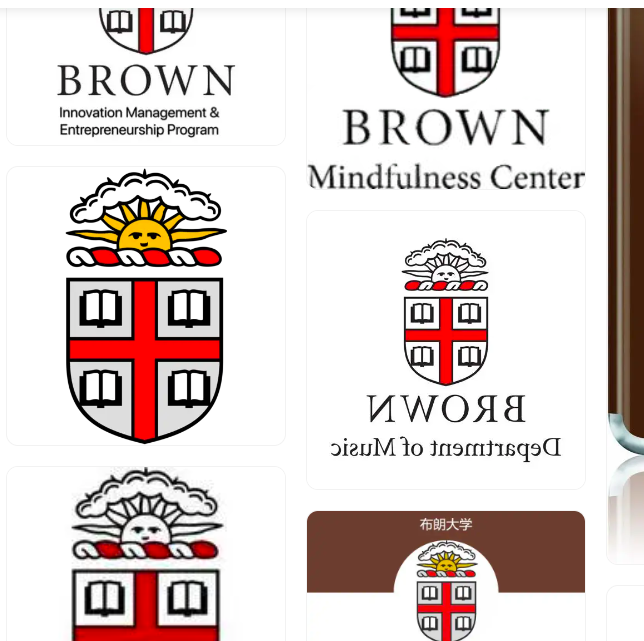 BROWN
Innovation Management &
Entrepreneurship Program
BROWN
Mindfulness Center
BROWN
Department of Music
布朗大学